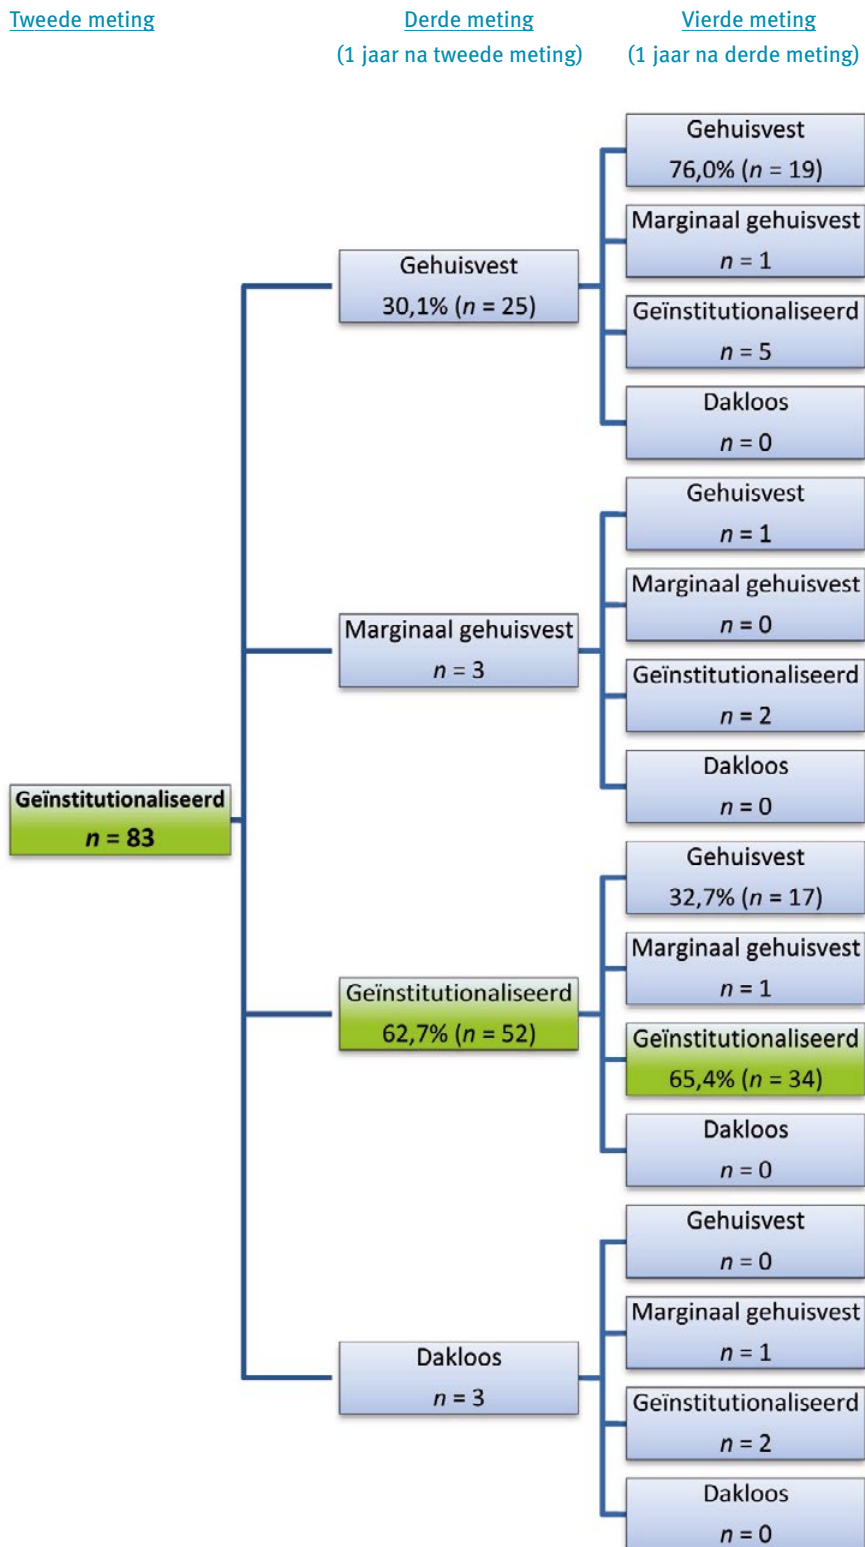 Tweede meting
Derde meting
(1 jaar na tweede meting)
Vierde meting
(1 jaar na derde meting)
Geïnstitutionaliseerd
n = 83
Gehuisvest
30,1% (n = 25)
Gehuisvest
76,0% (n = 19)
Marginaal gehuisvest
n = 1
Geïnstitutionaliseerd
n = 5
Dakloos
n = 0
Marginaal gehuisvest
n = 3
Gehuisvest
n = 1
Marginaal gehuisvest
n = 0
Geïnstitutionaliseerd
n = 2
Dakloos
n = 0
Geïnstitutionaliseerd
62,7% (n = 52)
Gehuisvest
32,7% (n = 17)
Marginaal gehuisvest
n = 1
Geïnstitutionaliseerd
65,4% (n = 34)
Dakloos
n = 0
Dakloos
n = 3
Gehuisvest
n = 0
Marginaal gehuisvest
n = 1
Geïnstitutionaliseerd
n = 2
Dakloos
n = 0